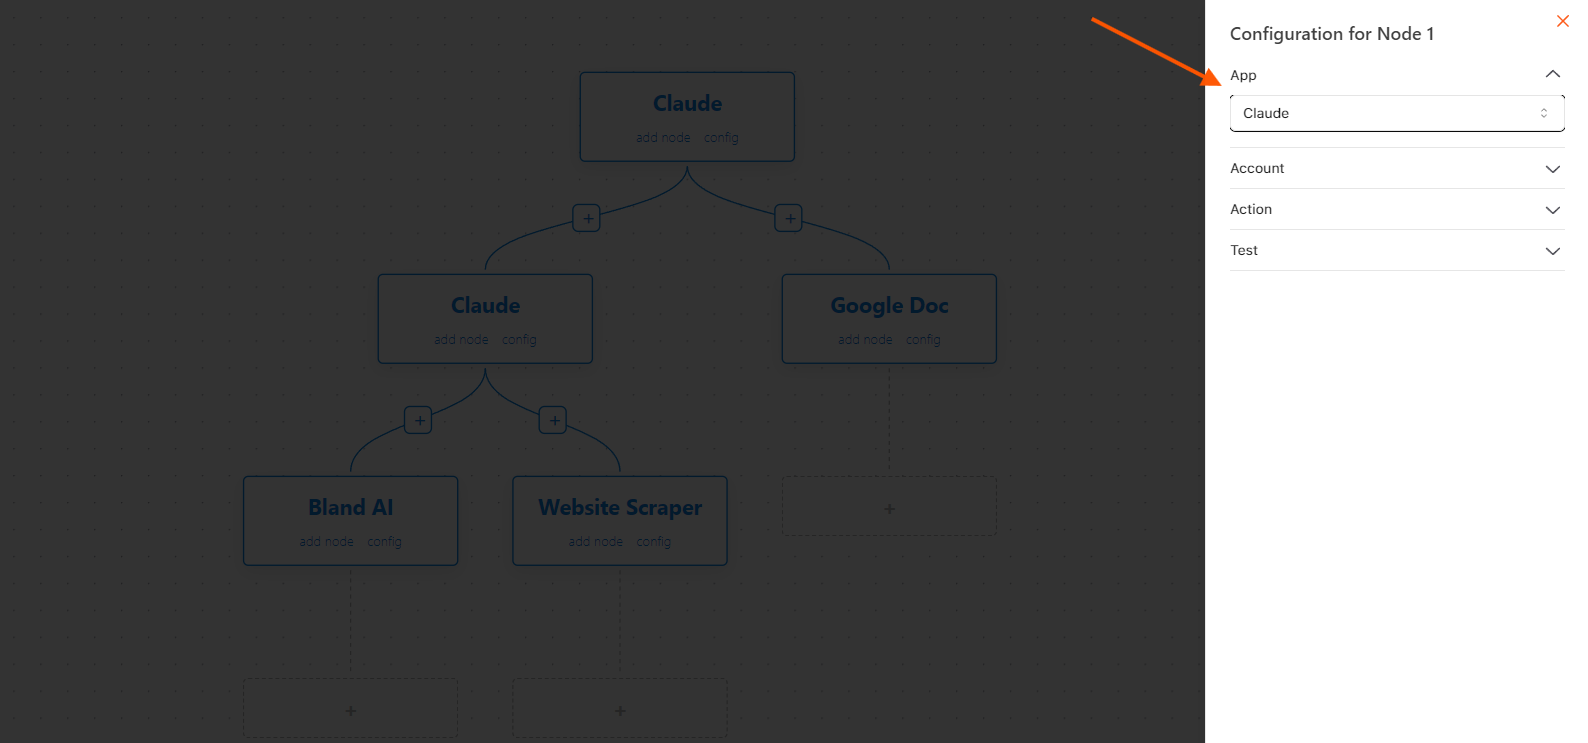 Claude
add node config
Claude
add node config
Google Doc
add node config
Bland AI
add node config
Website Scraper
add node config
Configuration for Node 1
App
Claude
Account
Action
Test